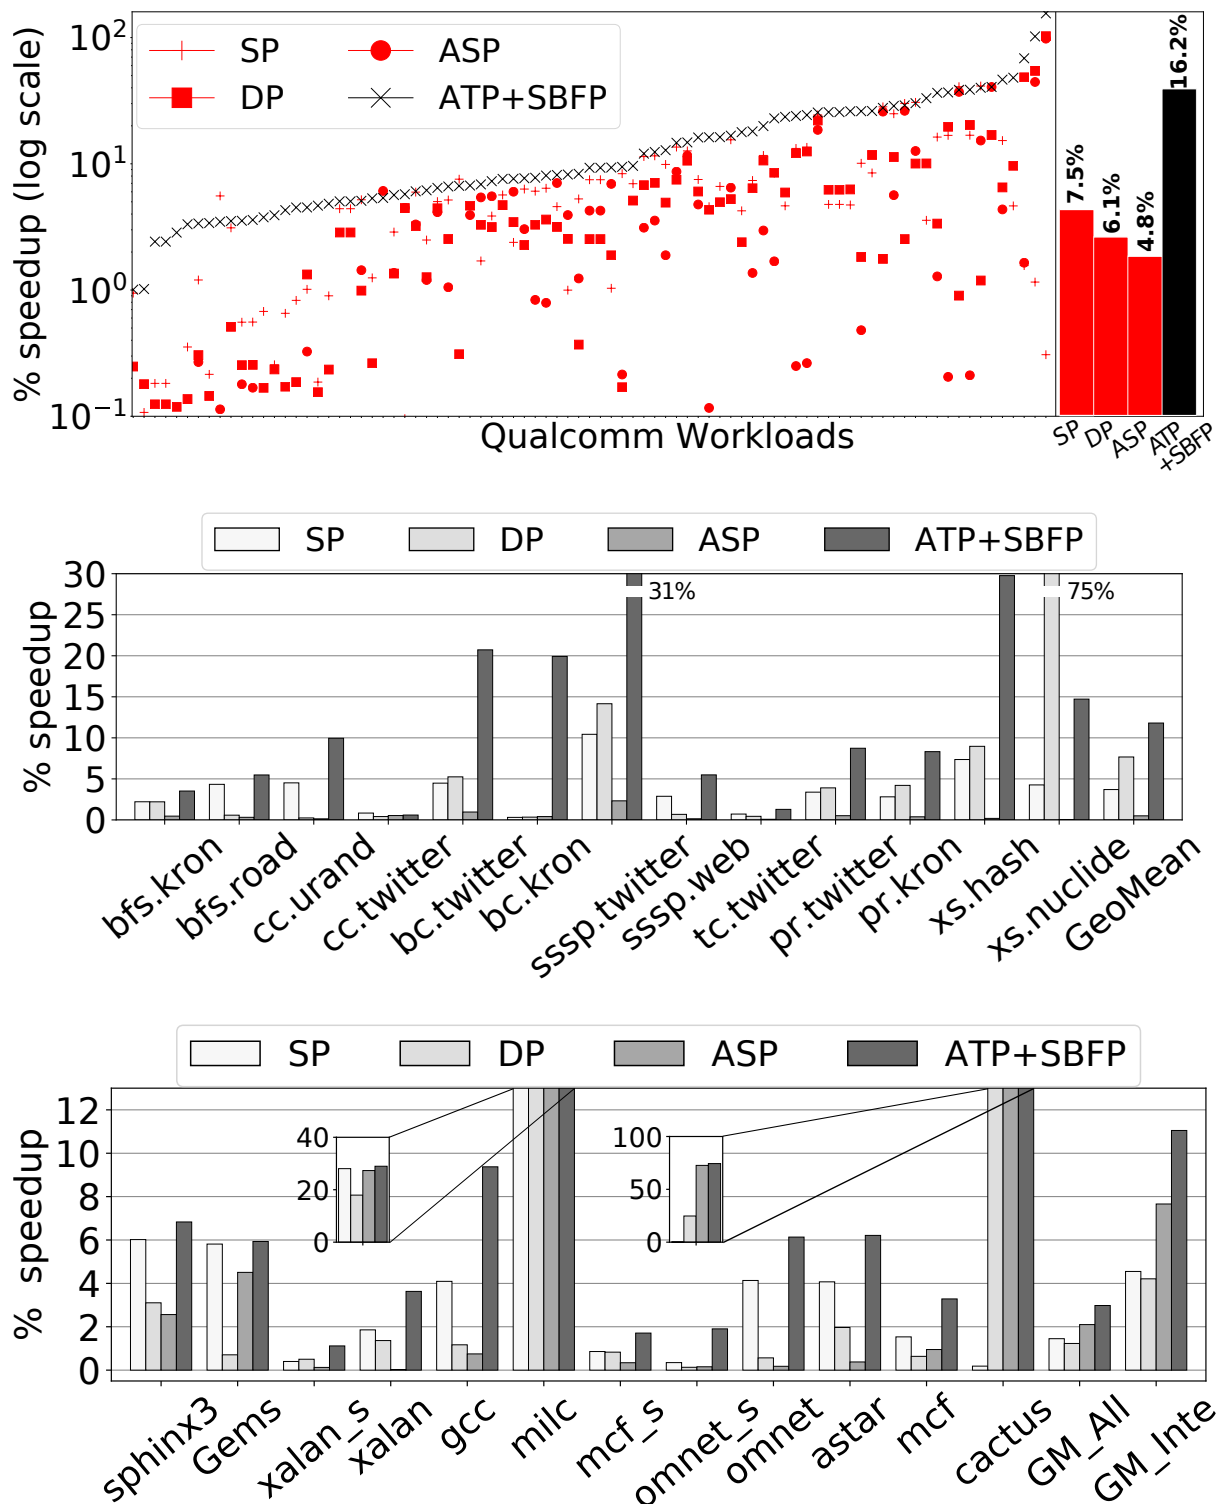 % speedup (log scale)
10²
10¹
10⁰
10⁻¹
SP
ASP
DP
ATP+SBFP
7.5%
6.1%
4.8%
16.2%
Qualcomm Workloads
SP
DP
ASP
ATP
+SBFP
SP
DP
ASP
ATP+SBFP
% speedup
30
25
20
15
10
5
0
31%
75%
bfs.kron
bfs.road
cc.urand
cc.twitter
bc.twitter
bc.kron
sssp.twitter
sssp.web
tc.twitter
pr.twitter
pr.kron
xs.hash
xs.nuclide
GeoMean
SP
DP
ASP
ATP+SBFP
% speedup
12
10
8
6
4
2
0
40
20
0
100
50
0
sphinx3
Gems
xalan_s
xalan
gcc
milc
mcf_s
omnet_s
omnet
astar
mcf
cactus
GM_All
GM_Inte